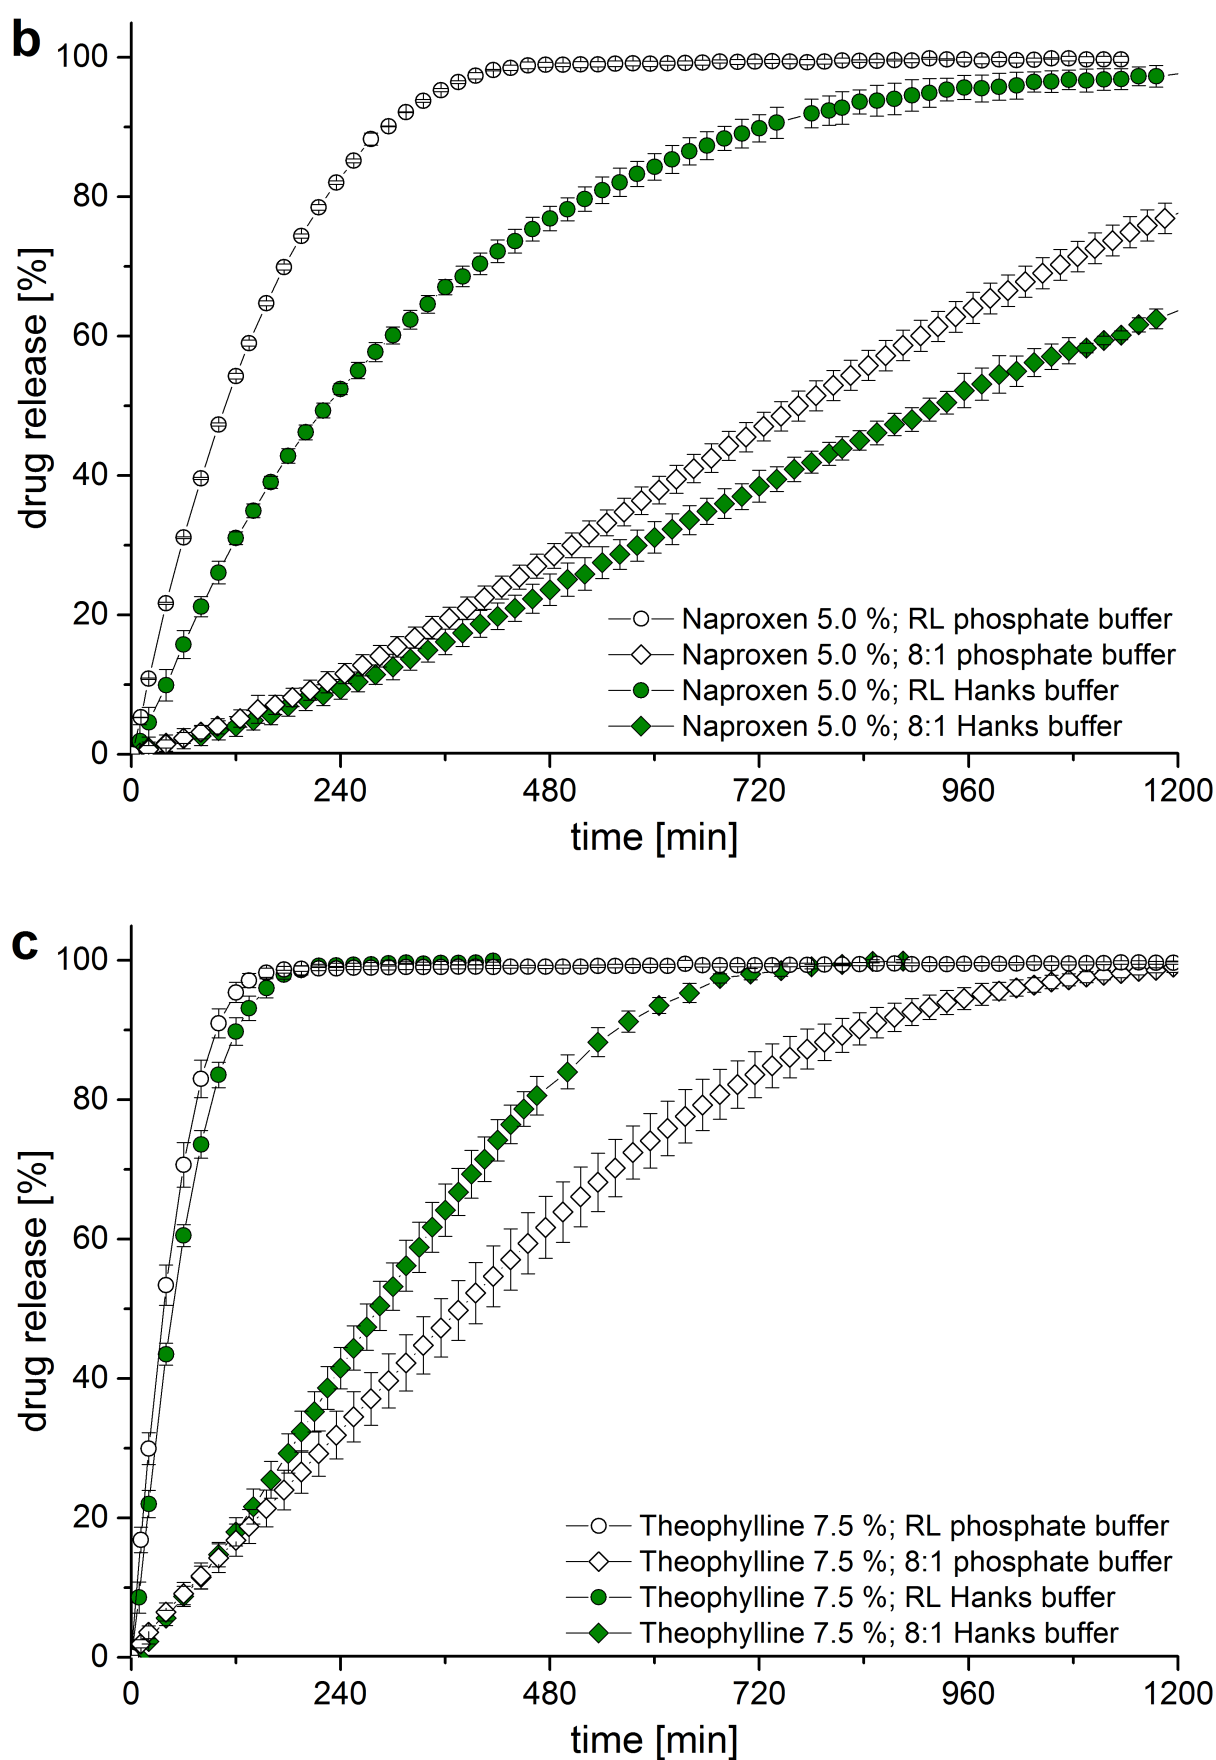 b
100
80
60
40
20
0
drug release [%]
Naproxen 5.0 %; RL phosphate buffer
Naproxen 5.0 %; 8:1 phosphate buffer
Naproxen 5.0 %; RL Hanks buffer
Naproxen 5.0 %; 8:1 Hanks buffer
0 240 480 720 960 1200
time [min]
c
100
80
60
40
20
0
drug release [%]
Theophylline 7.5 %; RL phosphate buffer
Theophylline 7.5 %; 8:1 phosphate buffer
Theophylline 7.5 %; RL Hanks buffer
Theophylline 7.5 %; 8:1 Hanks buffer
0 240 480 720 960 1200
time [min]